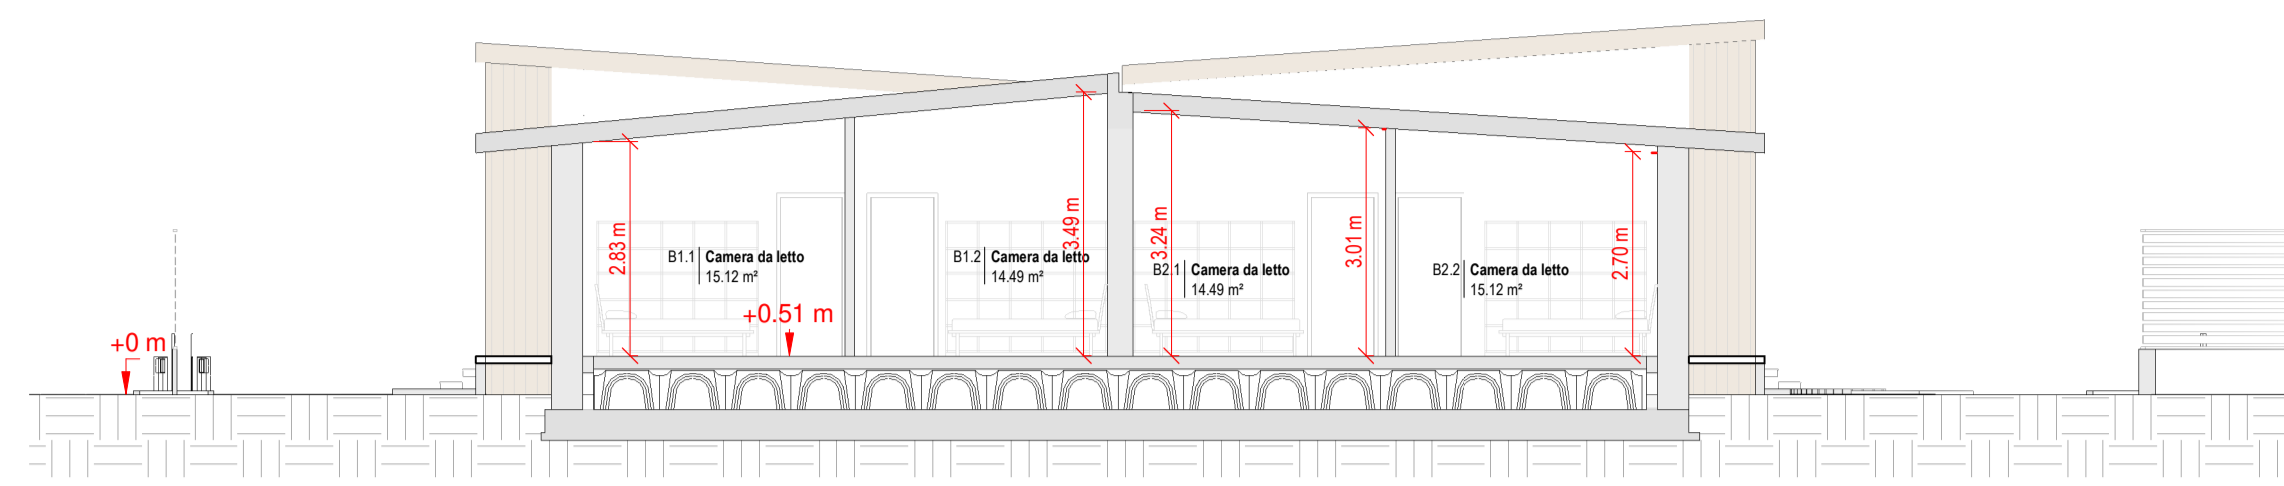 2.83 m
B1.1 Camera da letto
15.12 m²
+0.51 m
B1.2 Camera da letto
14.49 m²
3.49 m
3.24 m
B2.1 Camera da letto
14.49 m²
3.01 m
B2.2 Camera da letto
15.12 m²
2.70 m
+0 m